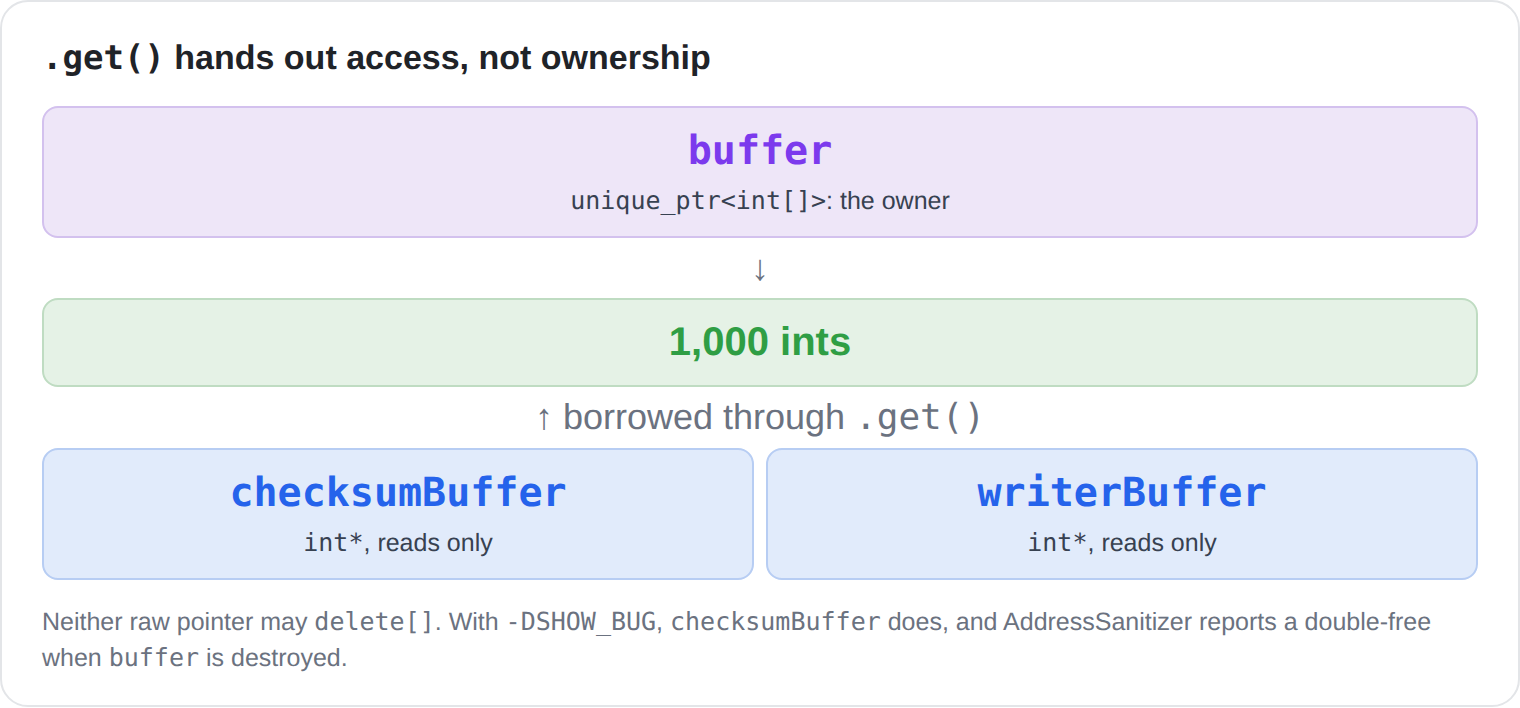 .get() hands out access, not ownership
buffer
unique_ptr<int[]>: the owner
↓
1,000 ints
↑ borrowed through .get()
checksumBuffer
int*, reads only
writerBuffer
int*, reads only
Neither raw pointer may delete[]. With -DSHOW_BUG, checksumBuffer does, and AddressSanitizer reports a double-free
when buffer is destroyed.